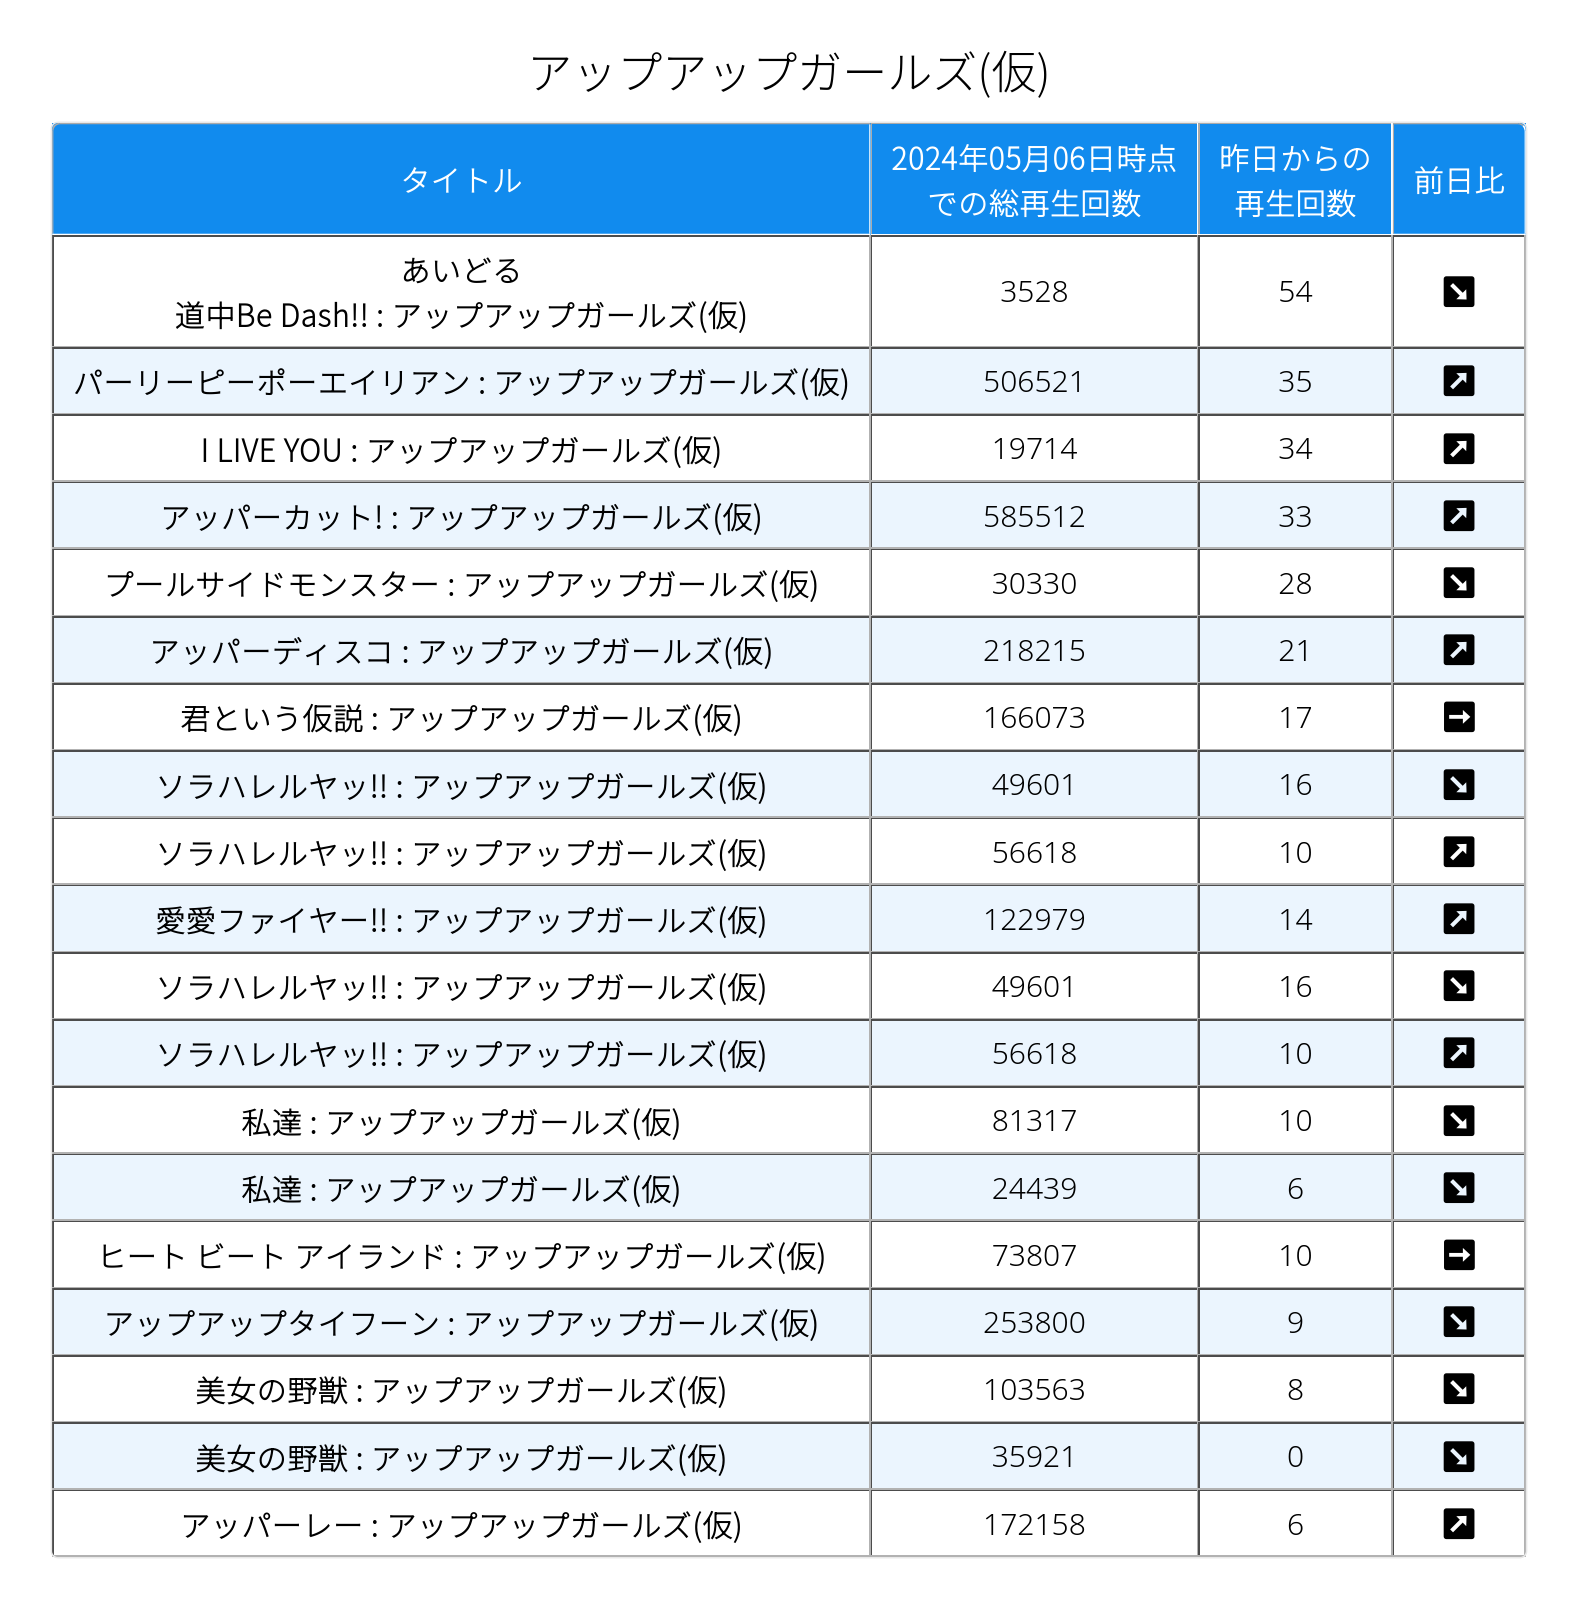 アップアップガールズ(仮)
タイトル
2024年05月06日時点
での総再生回数
昨日からの
再生回数
前日比
あいどる
道中Be Dash!! : アップアップガールズ(仮)
3528
54
↘
パーリーピーポーエイリアン : アップアップガールズ(仮)
506521
35
↗
I LIVE YOU : アップアップガールズ(仮)
19714
34
↗
アッパーカット! : アップアップガールズ(仮)
585512
33
↗
プールサイドモンスター : アップアップガールズ(仮)
30330
28
↘
アッパーディスコ : アップアップガールズ(仮)
218215
21
↗
君という仮説 : アップアップガールズ(仮)
166073
17
→
ソラハレルヤッ!! : アップアップガールズ(仮)
49601
16
↘
ソラハレルヤッ!! : アップアップガールズ(仮)
56618
10
↗
愛愛ファイヤー!! : アップアップガールズ(仮)
122979
14
↗
ソラハレルヤッ!! : アップアップガールズ(仮)
49601
16
↘
ソラハレルヤッ!! : アップアップガールズ(仮)
56618
10
↗
私達 : アップアップガールズ(仮)
81317
10
↘
私達 : アップアップガールズ(仮)
24439
6
↘
ヒート ビート アイランド : アップアップガールズ(仮)
73807
10
→
アップアップタイフーン : アップアップガールズ(仮)
253800
9
↘
美女の野獣 : アップアップガールズ(仮)
103563
8
↘
美女の野獣 : アップアップガールズ(仮)
35921
0
↘
アッパーレー : アップアップガールズ(仮)
172158
6
↗